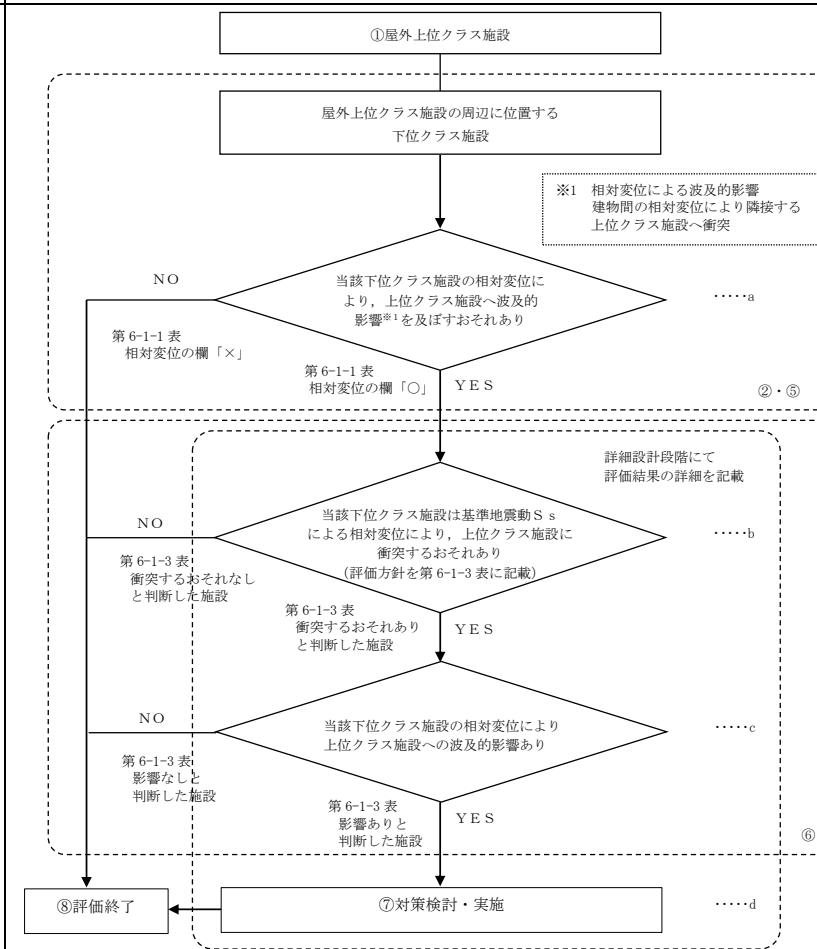 ①屋外上位クラス施設
屋外上位クラス施設の周辺に位置する
下位クラス施設
※1 相対変位による波及的影響
建物間の相対変位により隣接する
上位クラス施設へ衝突
NO
当該下位クラス施設の相対変位に
より，上位クラス施設へ波及的
影響※1を及ぼすおそれあり
‥‥‥a
第 6-1-1 表
相対変位の欄「×」
第 6-1-1 表
相対変位の欄「○」
YES
②・⑤
詳細設計段階にて
評価結果の詳細を記載
NO
当該下位クラス施設は基準地震動Ｓｓ
による相対変位により，上位クラス施設に
衝突するおそれあり
(評価方針を第 6-1-3 表に記載)
‥‥‥b
第 6-1-3 表
衝突するおそれなし
と判断した施設
第 6-1-3 表
衝突するおそれあり
と判断した施設
YES
NO
当該下位クラス施設の相対変位により
上位クラス施設への波及的影響あり
‥‥‥c
第 6-1-3 表
影響なしと
判断した施設
第 6-1-3 表
影響ありと
判断した施設
YES
⑥
⑧評価終了
⑦対策検討・実施
‥‥‥d